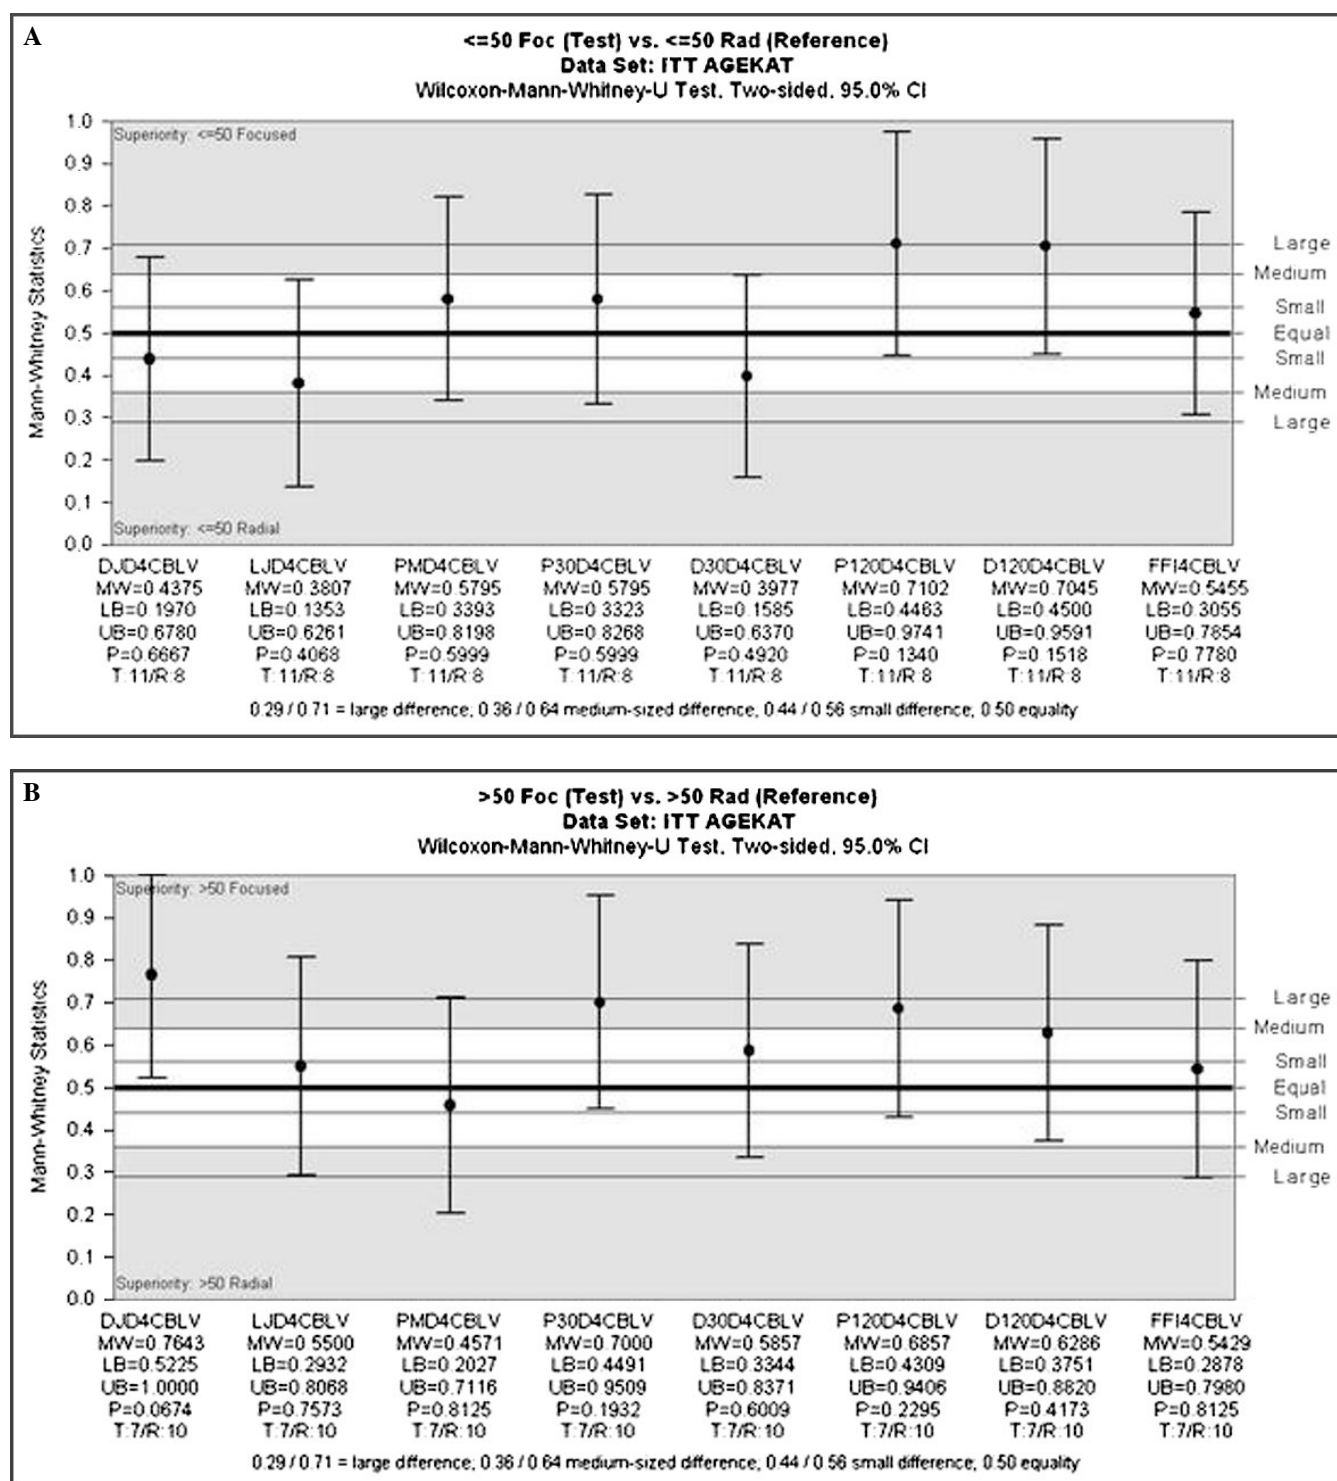 A
<=50 Foc (Test) vs. <=50 Rad (Reference)
Data Set: ITT AGEKAT
Wilcoxon-Mann-Whitney-U Test, Two-sided, 95.0% CI
Mann-Whitney Statistics
1.0
0.9
0.8
0.7
0.6
0.5
0.4
0.3
0.2
0.1
0.0
Superiority: <=50 Focused
Superiority: <=50 Radial
Large
Medium
Small
Equal
Small
Medium
Large
DJD4CBLV LJD4CBLV PMD4CBLV P30D4CBLV D30D4CBLV P120D4CBLV D120D4CBLV FFI4CBLV
MW=0.4375 MW=0.3807 MW=0.5795 MW=0.5795 MW=0.3977 MW=0.7102 MW=0.7045 MW=0.5455
LB=0.1970 LB=0.1353 LB=0.3393 LB=0.3323 LB=0.1585 LB=0.4463 LB=0.4500 LB=0.3055
UB=0.6780 UB=0.6261 UB=0.8198 UB=0.8268 UB=0.6370 UB=0.9741 UB=0.9591 UB=0.7854
P=0.6667 P=0.4068 P=0.5999 P=0.5999 P=0.4920 P=0.1340 P=0.1518 P=0.7780
T:11/R:8 T:11/R:8 T:11/R:8 T:11/R:8 T:11/R:8 T:11/R:8 T:11/R:8 T:11/R:8
0.29 / 0.71 = large difference; 0.36 / 0.64 medium-sized difference, 0.44 / 0.56 small difference, 0.50 equality
B
>50 Foc (Test) vs. >50 Rad (Reference)
Data Set: ITT AGEKAT
Wilcoxon-Mann-Whitney-U Test, Two-sided, 95.0% CI
Mann-Whitney Statistics
1.0
0.9
0.8
0.7
0.6
0.5
0.4
0.3
0.2
0.1
0.0
Superiority: >50 Focused
Superiority: >50 Radial
Large
Medium
Small
Equal
Small
Medium
Large
DJD4CBLV LJD4CBLV PMD4CBLV P30D4CBLV D30D4CBLV P120D4CBLV D120D4CBLV FFI4CBLV
MW=0.7643 MW=0.5500 MW=0.4571 MW=0.7000 MW=0.5857 MW=0.6857 MW=0.6286 MW=0.5429
LB=0.5225 LB=0.2932 LB=0.2027 LB=0.4491 LB=0.3344 LB=0.4309 LB=0.3751 LB=0.2878
UB=1.0000 UB=0.8068 UB=0.7116 UB=0.9509 UB=0.8371 UB=0.9406 UB=0.8820 UB=0.7980
P=0.0674 P=0.7573 P=0.8125 P=0.1932 P=0.6009 P=0.2295 P=0.4173 P=0.8125
T:7/R:10 T:7/R:10 T:7/R:10 T:7/R:10 T:7/R:10 T:7/R:10 T:7/R:10 T:7/R:10
0.29 / 0.71 = large difference; 0.36 / 0.64 medium-sized difference, 0.44 / 0.56 small difference, 0.50 equality